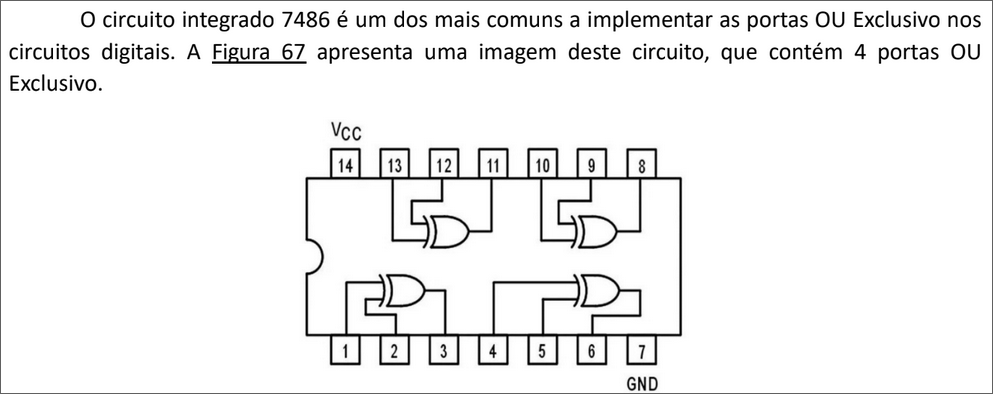 O circuito integrado 7486 é um dos mais comuns a implementar as portas OU Exclusivo nos
circuitos digitais. A Figura 67 apresenta uma imagem deste circuito, que contém 4 portas OU
Exclusivo.
VCC
14 13 12 11 10 9 8
1 2 3 4 5 6 7
GND